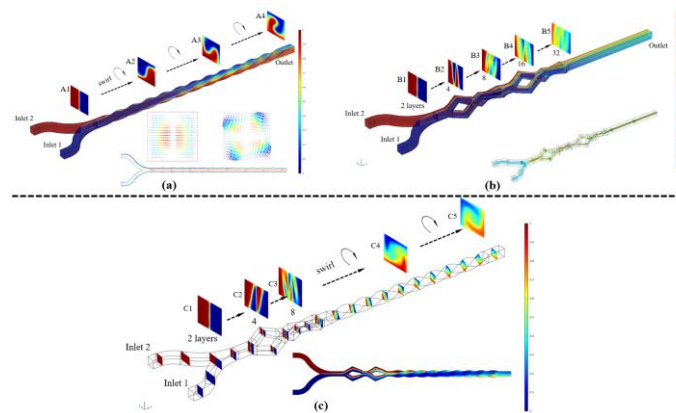 A4
A3
A2
swirl
A1
Outlet
Inlet 2
Inlet 1
(a)
B5
B4
B3
32
B2
16
B1
8
4
2 layers
Outlet
Inlet 2
Inlet 1
(b)
C5
C4
swirl
C3
C2
C1
8
4
2 layers
Inlet 2
Inlet 1
(c)